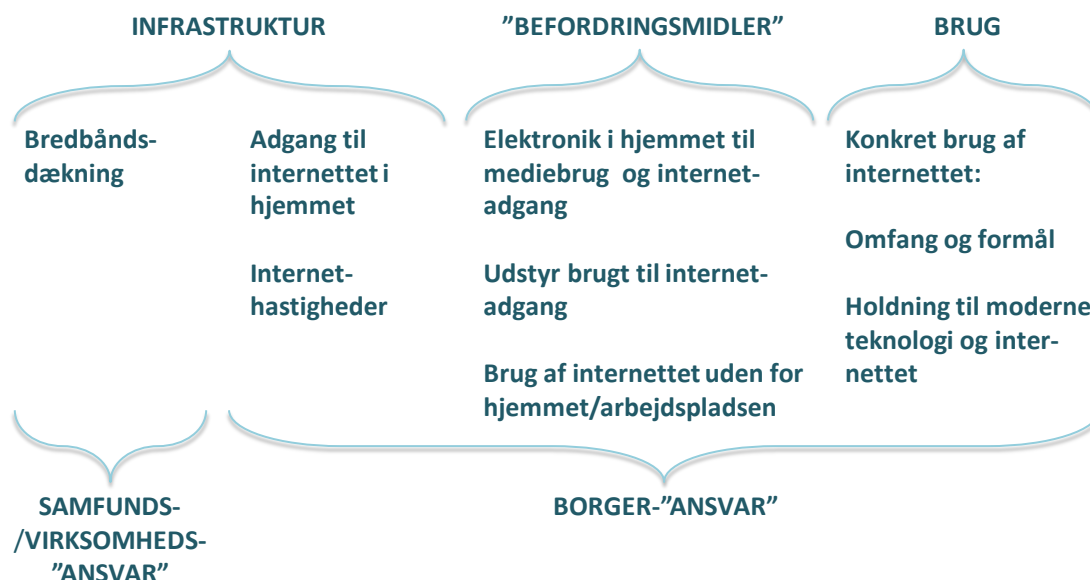 INFRASTRUKTUR
”BEFORDRINGSMIDLER”
BRUG
Bredbånds-
dækning
Adgang til
internettet i
hjemmet
Internet-
hastigheder
Elektronik i hjemmet til
mediebrug og internet-
adgang
Udstyr brugt til internet-
adgang
Brug af internettet uden for
hjemmet/arbejdspladsen
Konkret brug af
internettet:
Omfang og formål
Holdning til moderne
teknologi og inter-
nettet
SAMFUNDS-
/VIRKSOMHEDS-
”ANSVAR”
BORGER-”ANSVAR”